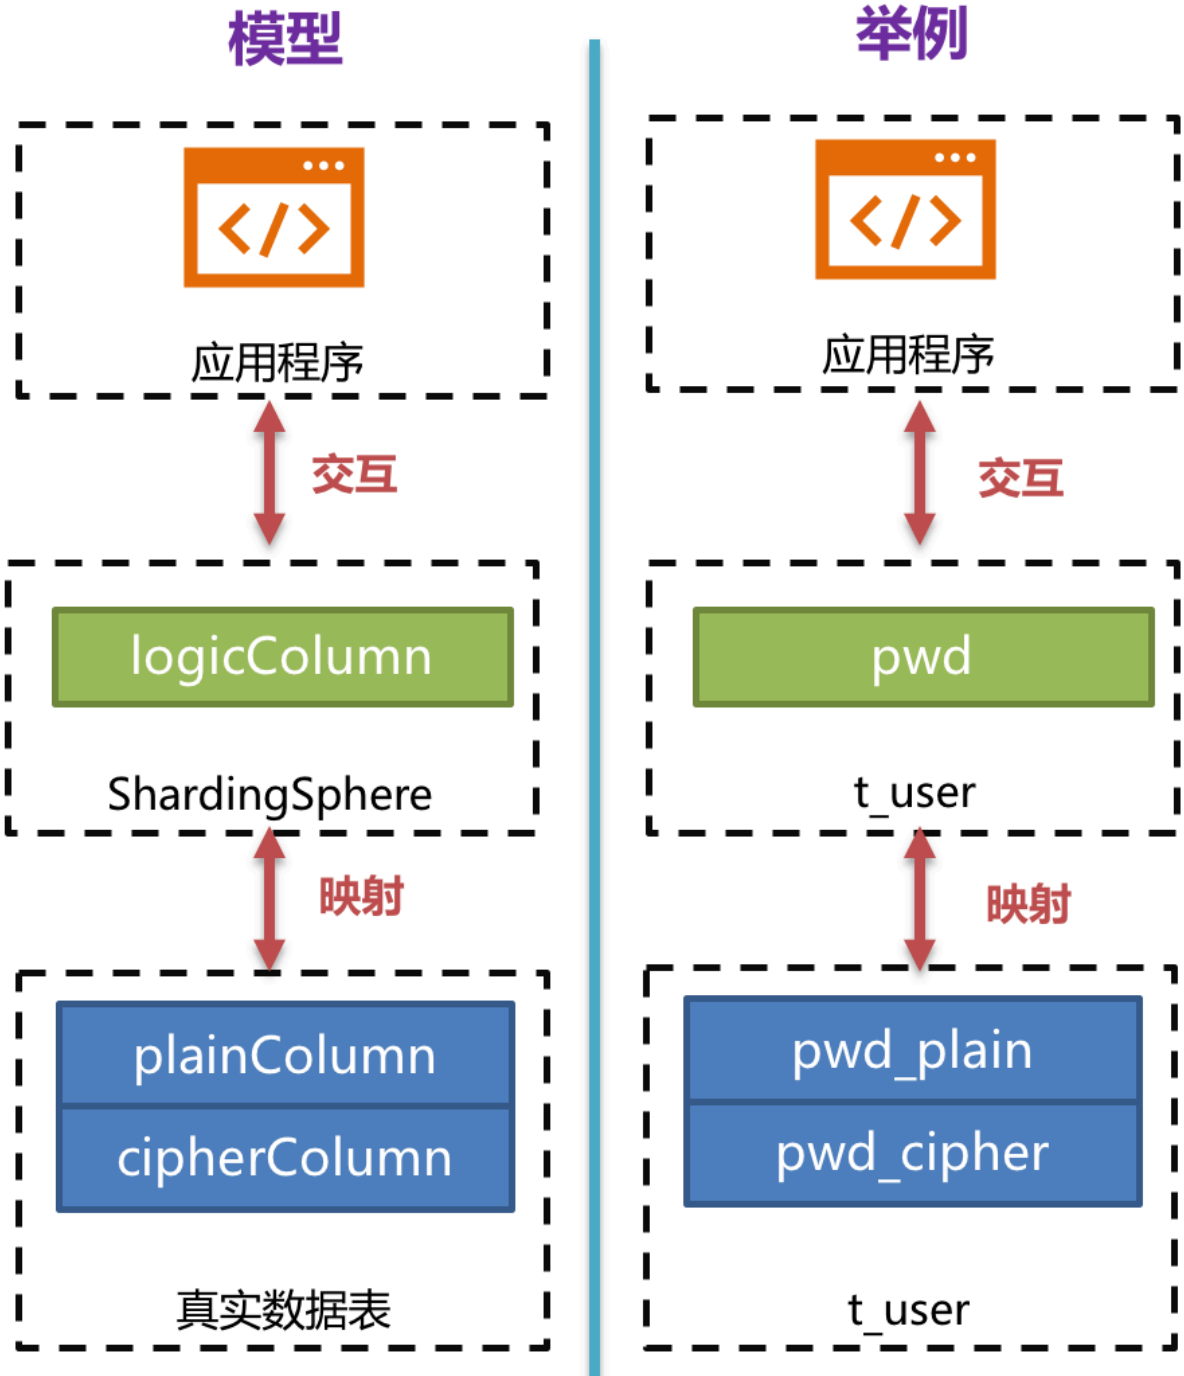 模型
应用程序
交互
logicColumn
ShardingSphere
映射
plainColumn
cipherColumn
真实数据表
举例
应用程序
交互
pwd
t_user
映射
pwd_plain
pwd_cipher
t_user